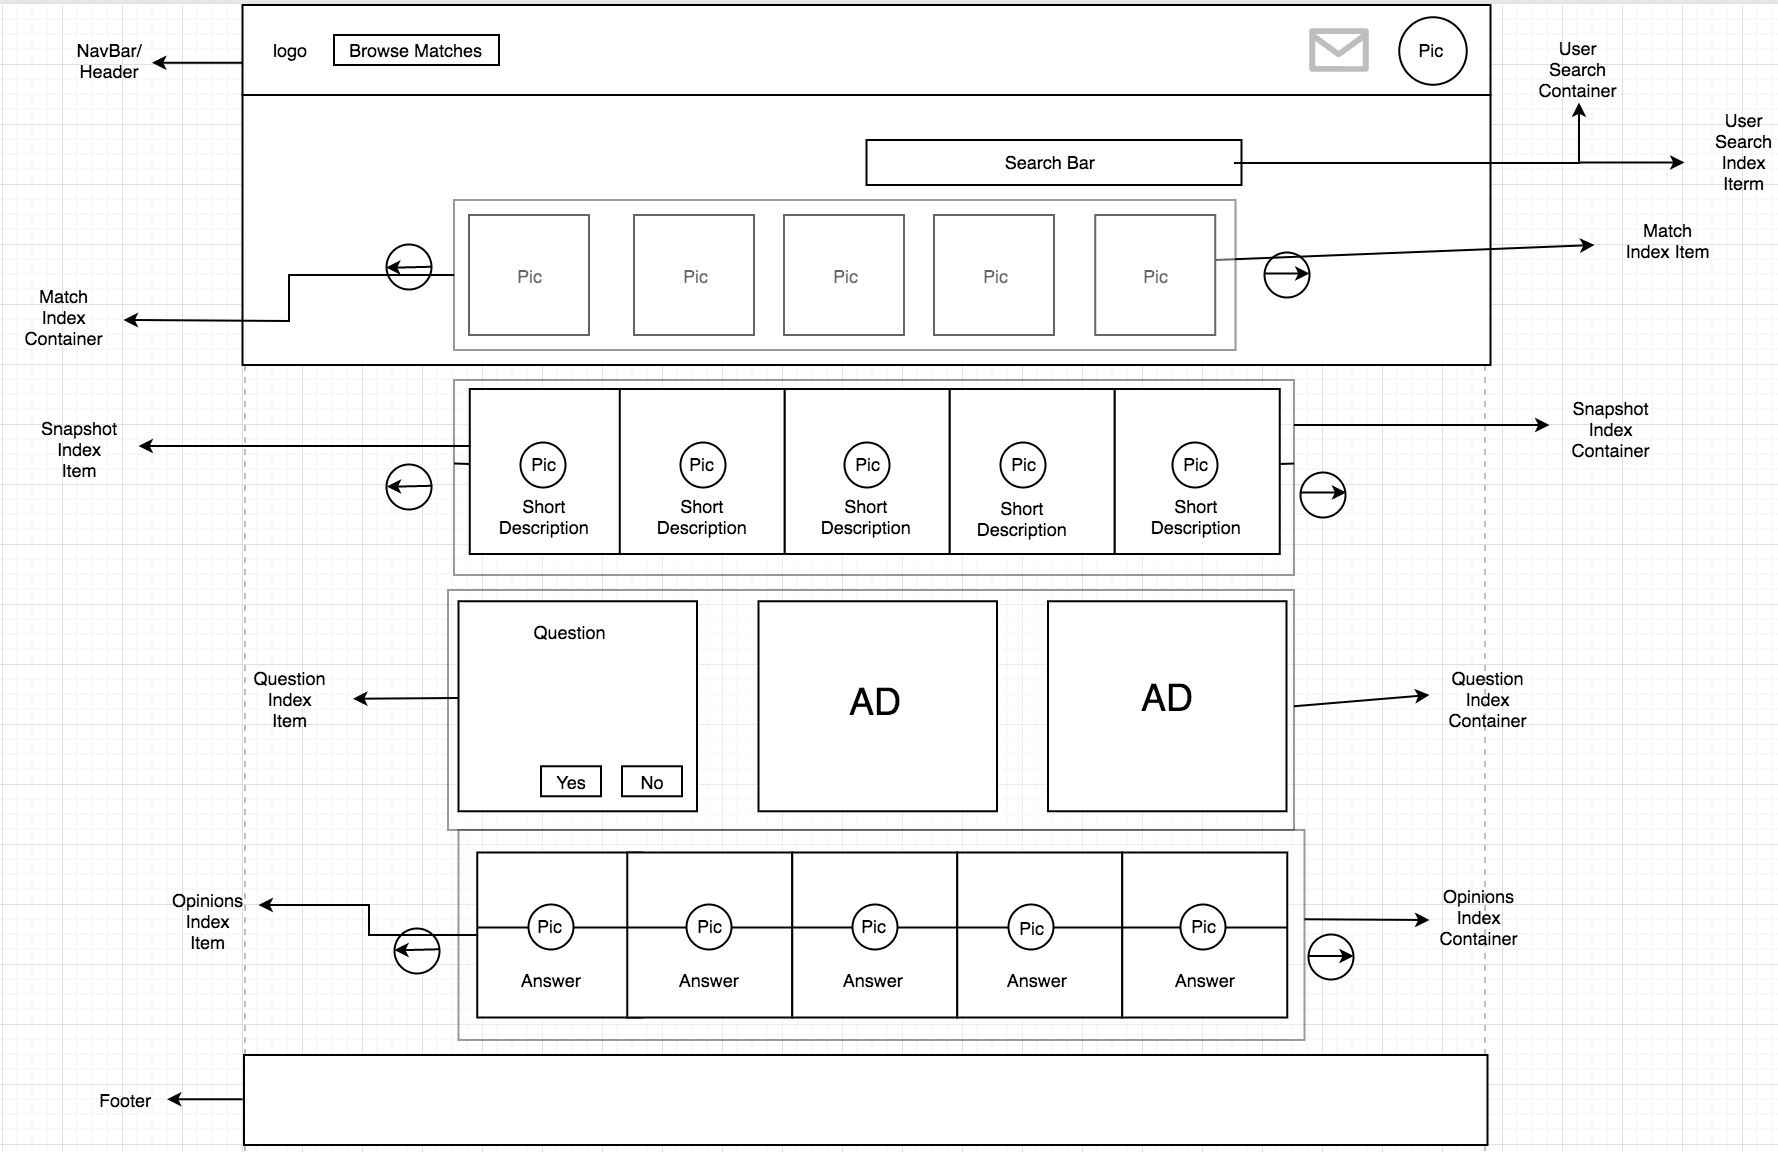 NavBar/
Header
logo
Browse Matches
Pic
User
Search
Container
User
Search
Index
Iterm
Search Bar
Match
Index Item
Pic
Pic
Pic
Pic
Pic
Match
Index
Container
Snapshot
Index
Item
Snapshot
Index
Container
Pic
Short
Description
Pic
Short
Description
Pic
Short
Description
Pic
Short
Description
Pic
Short
Description
Question
Index
Item
Question
Yes
No
AD
AD
Question
Index
Container
Opinions
Index
Item
Opinions
Index
Container
Pic
Answer
Pic
Answer
Pic
Answer
Pic
Answer
Pic
Answer
Footer